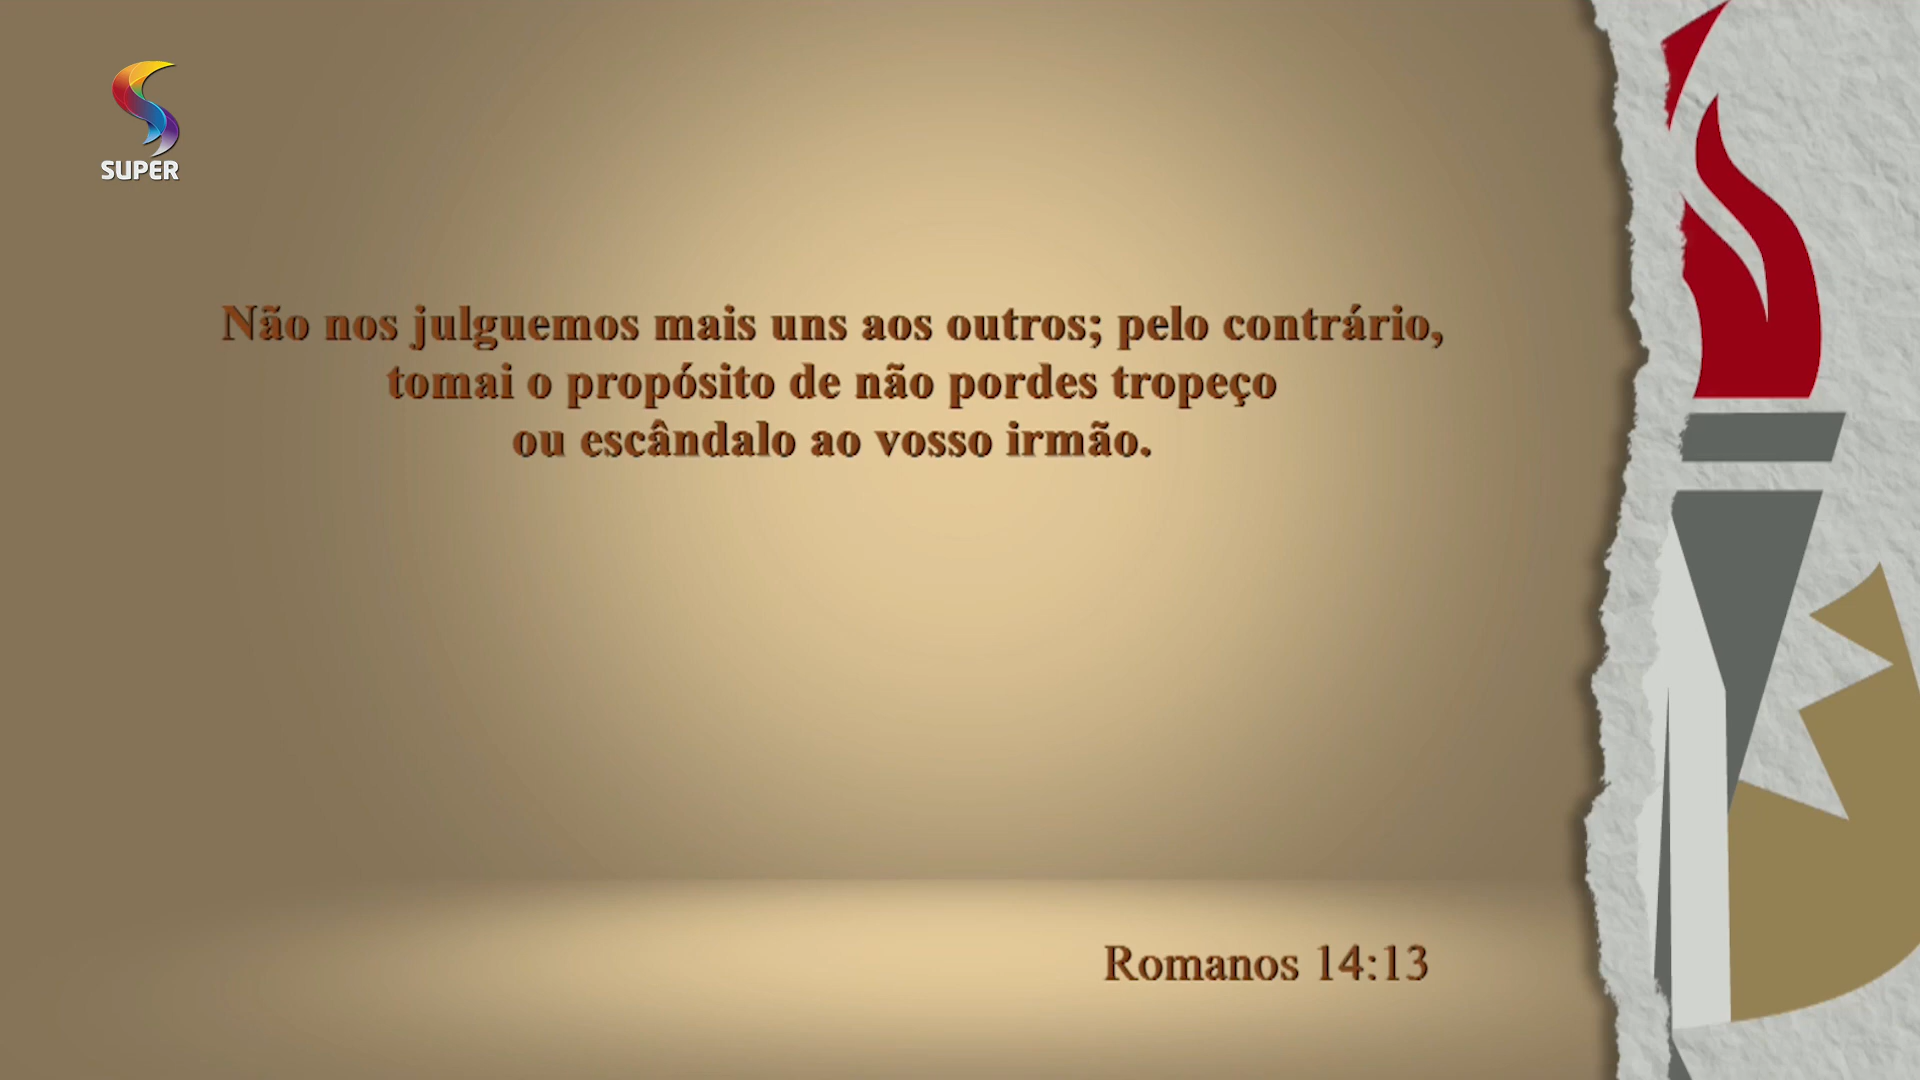 SUPER
Não nos julguemos mais uns aos outros; pelo contrário,
tomai o propósito de não pordes tropeço
ou escândalo ao vosso irmão.
Romanos 14:13